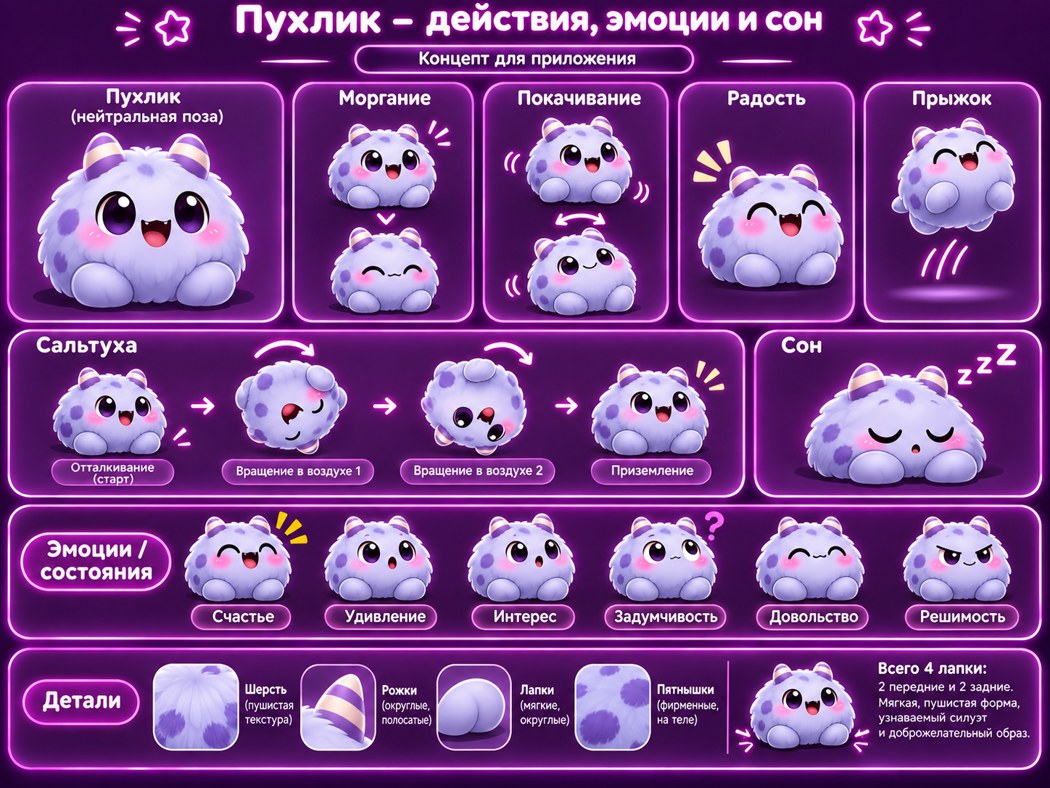 Пухлик – действия, эмоции и сон
Концепт для приложения
Пухлик
(нейтральная поза)
Моргание
Покачивание
Радость
Прыжок
Сальтуха
Отталкивание
(старт)
Вращение в воздухе 1
Вращение в воздухе 2
Приземление
Сон
z z Z
Эмоции /
состояния
Счастье
Удивление
Интерес
?
Задумчивость
Довольство
Решимость
Детали
Шерсть
(пушистая
текстура)
Рожки
(округлые,
полосатые)
Лапки
(мягкие,
округлые)
Пятнышки
(фирменные,
на теле)
Всего 4 лапки:
2 передние и 2 задние.
Мягкая, пушистая форма,
узнаваемый силуэт
и доброжелательный образ.